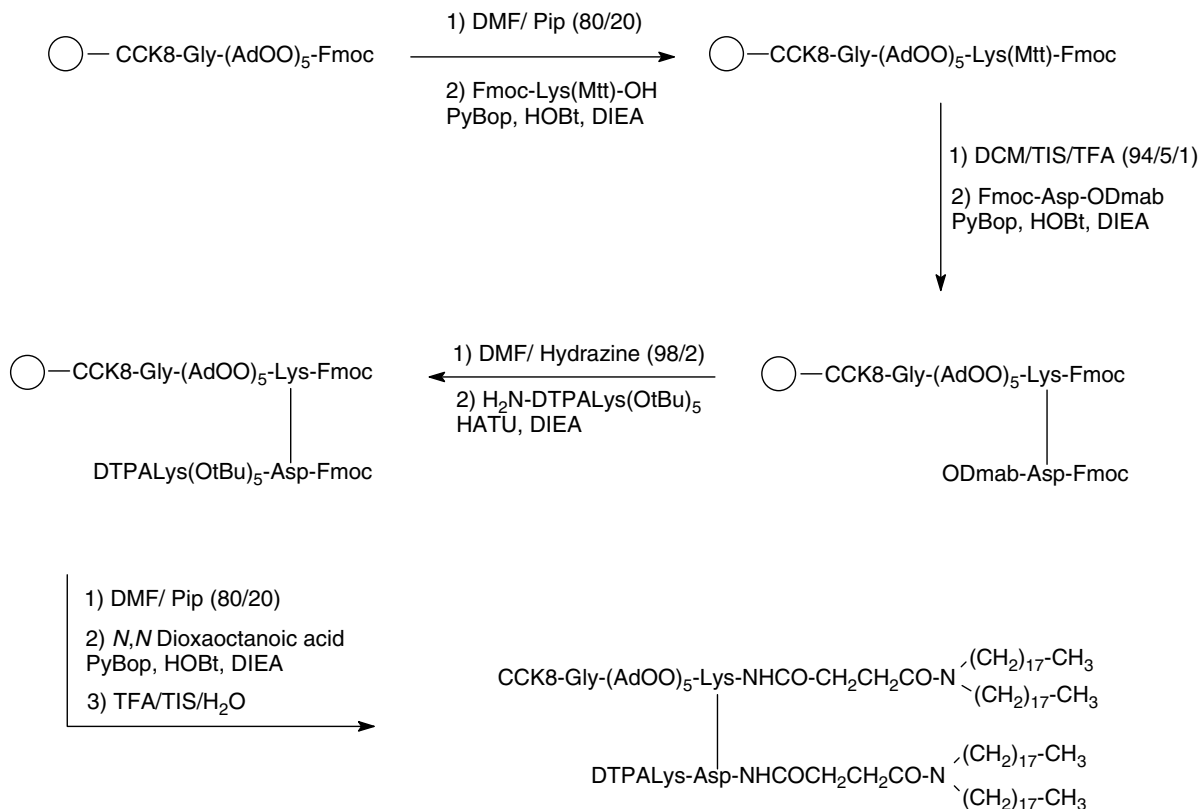 CCK8-Gly-(AdOO)5-Fmoc
1) DMF/ Pip (80/20)
2) Fmoc-Lys(Mtt)-OH
PyBop, HOBt, DIEA
CCK8-Gly-(AdOO)5-Lys(Mtt)-Fmoc
1) DCM/TIS/TFA (94/5/1)
2) Fmoc-Asp-ODmab
PyBop, HOBt, DIEA
CCK8-Gly-(AdOO)5-Lys-Fmoc
ODmab-Asp-Fmoc
1) DMF/ Hydrazine (98/2)
2) H2N-DTPALys(OtBu)5
HATU, DIEA
CCK8-Gly-(AdOO)5-Lys-Fmoc
DTPALys(OtBu)5-Asp-Fmoc
1) DMF/ Pip (80/20)
2) N,N Dioxaoctanoic acid
PyBop, HOBt, DIEA
3) TFA/TIS/H2O
CCK8-Gly-(AdOO)5-Lys-NHCO-CH2CH2CO-N
(CH2)17-CH3
(CH2)17-CH3
DTPALys-Asp-NHCOCH2CH2CO-N
(CH2)17-CH3
(CH2)17-CH3